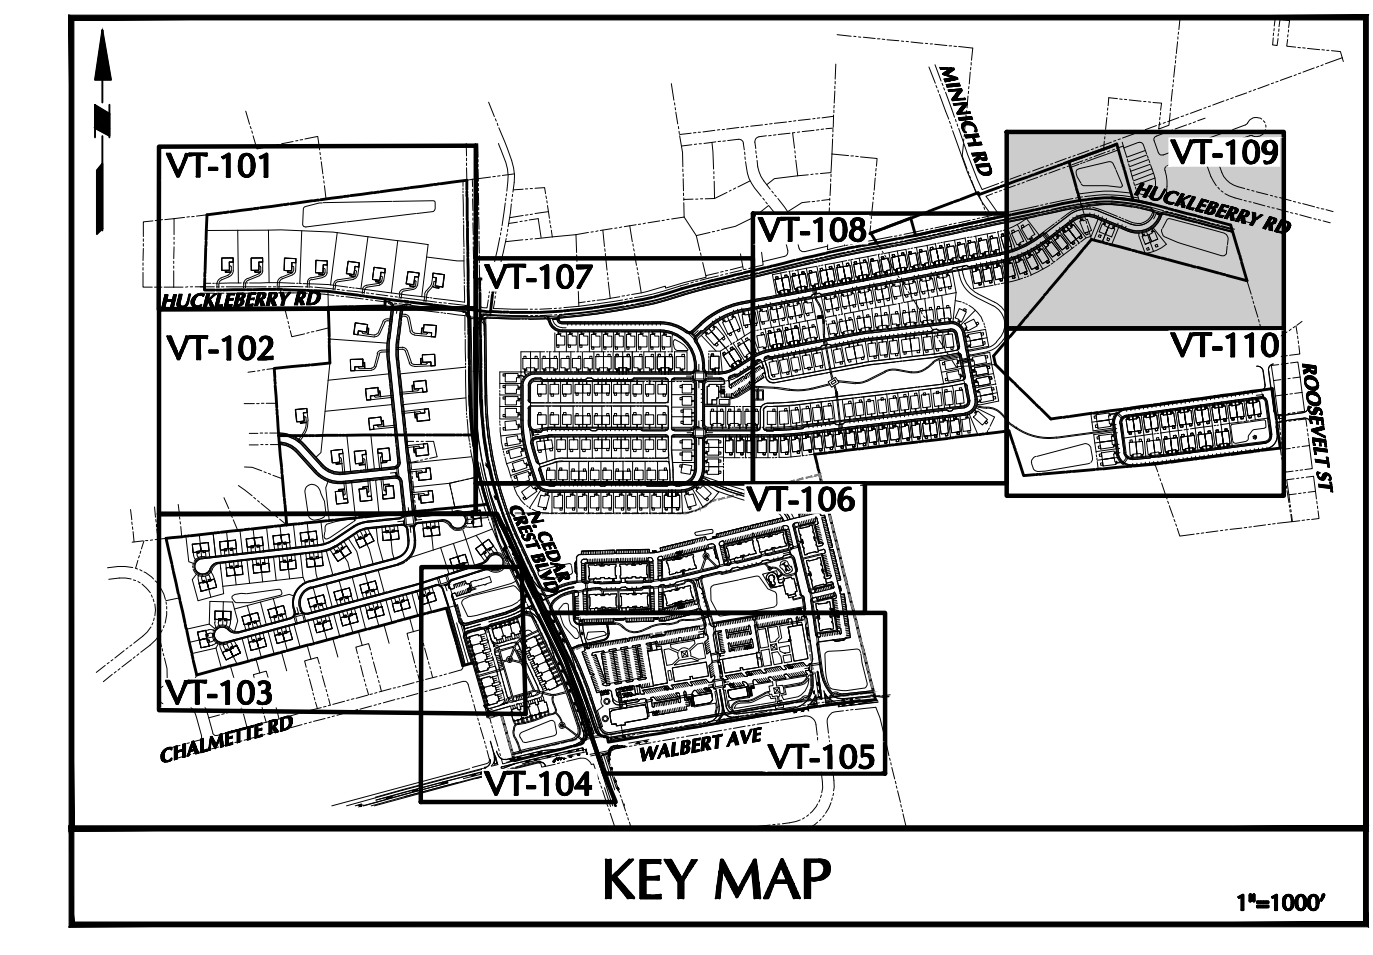 MINNICH RD
VT-101
VT-109
HUCKLEBERRY RD
VT-108
VT-107
HUCKLEBERRY RD
VT-102
VT-110
ROOSEVELT ST
VT-106
N. CEDAR
CREST BLVD
VT-103
CHALMETTE RD
WALBERT AVE
VT-105
VT-104
KEY MAP
1"=1000'